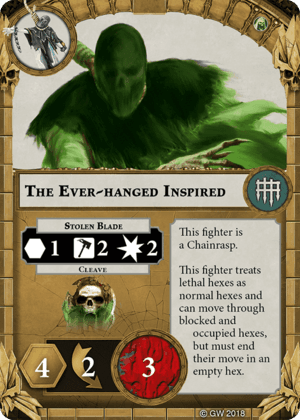 THE EVER-HANGED INSPIRED
STOLEN BLADE
1 2 2
CLEAVE
This fighter is
a Chainrasp.
This fighter treats
lethal hexes as
normal hexes and
can move through
blocked and
occupied hexes,
but must end
their move in an
empty hex.
4 2 3
© GW 2018